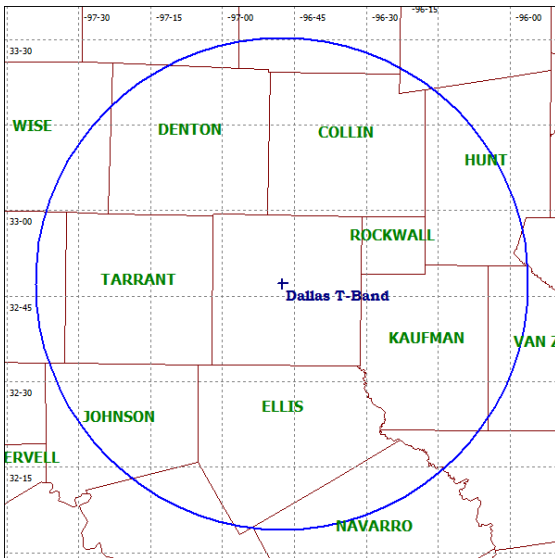 -97-30 -97-15 -97-00 -96-45 -96-30 -96-15 -96-00
33-30
WISE DENTON COLLIN
HUNT
33-00
ROCKWALL
TARRANT
Dallas T-Band
32-45
KAUFMAN VAN Z
32-30
ELLIS
JOHNSON
ERVELL
32-15
NAVARRO